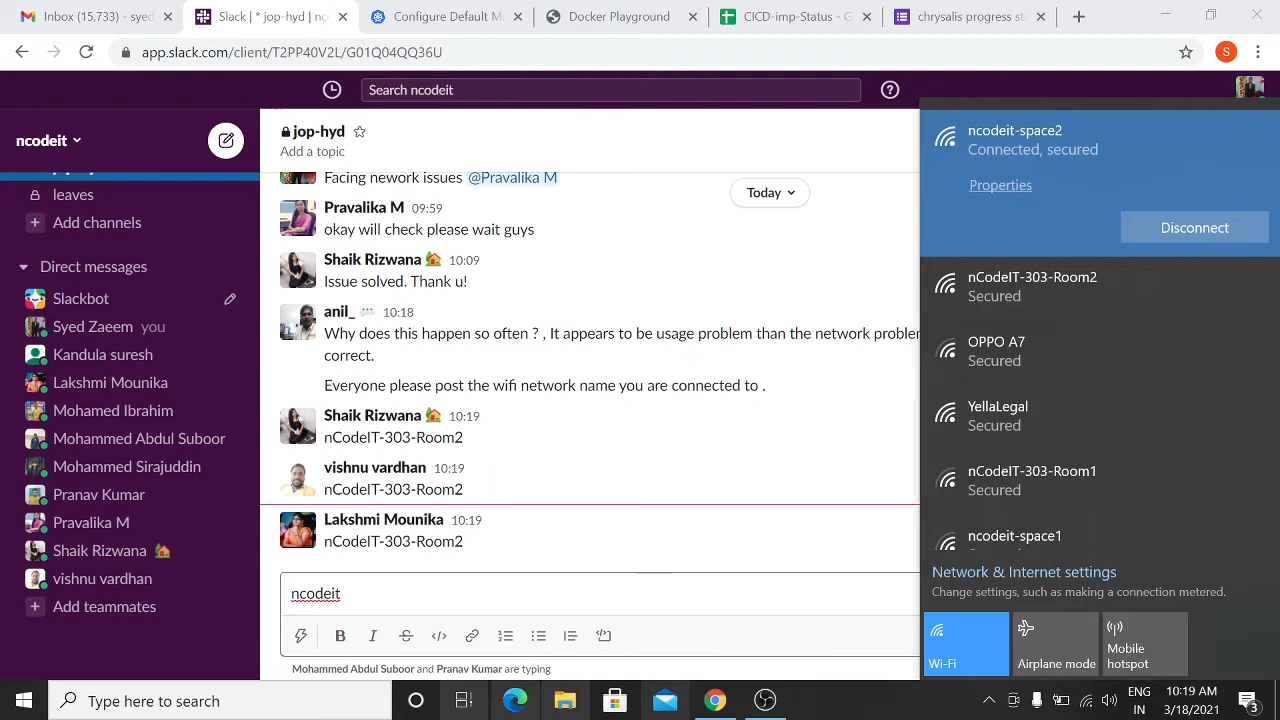 Inbox (15,733) - syed
Slack | * jop-hyd | nc
Configure Default M
Docker Playground
CICD-imp-Status - G
chrysalis progress st
app.slack.com/client/T2PP40V2L/G01Q04QQ36U
S
Search ncodeit
ncodeit
leaves
Add channels
Direct messages
Slackbot
Syed Zaeem you
Kandula suresh
Lakshmi Mounika
Mohamed Ibrahim
Mohammed Abdul Suboor
Mohammed Sirajuddin
Pranav Kumar
Pravalika M
Shaik Rizwana
vishnu vardhan
Add teammates
jop-hyd
Add a topic
Today
Facing nework issues @Pravalika M
Pravalika M 09:59
okay will check please wait guys
Shaik Rizwana 10:09
Issue solved. Thank u!
anil_ 10:18
Why does this happen so often ? , It appears to be usage problem than the network problem
correct.
Everyone please post the wifi network name you are connected to .
Shaik Rizwana 10:19
nCodeIT-303-Room2
vishnu vardhan 10:19
nCodeIT-303-Room2
Lakshmi Mounika 10:19
nCodeIT-303-Room2
ncodeit
B I
Mohammed Abdul Suboor and Pranav Kumar are typing
ncodeit-space2
Connected, secured
Properties
Disconnect
nCodeIT-303-Room2
Secured
OPPO A7
Secured
YellaLegal
Secured
nCodeIT-303-Room1
Secured
ncodeit-space1
Network & Internet settings
Change settings, such as making a connection metered.
Wi-Fi
Airplane mode
Mobile
hotspot
Type here to search
ENG
IN
10:19 AM
3/18/2021
3